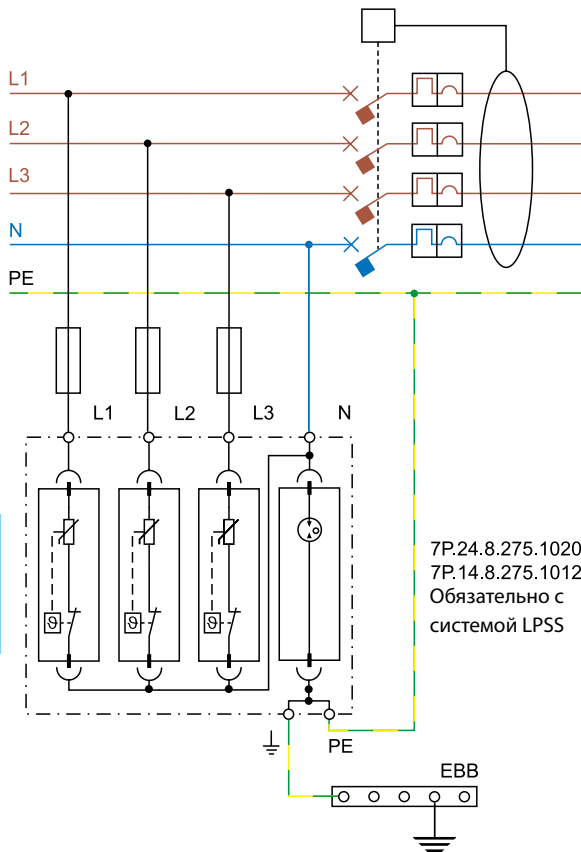 L1
L2
L3
N
PE
L1 L2 L3 N
ϑ ϑ ϑ
7P.24.8.275.1020
7P.14.8.275.1012
Обязательно с
системой LPSS
PE
EBB